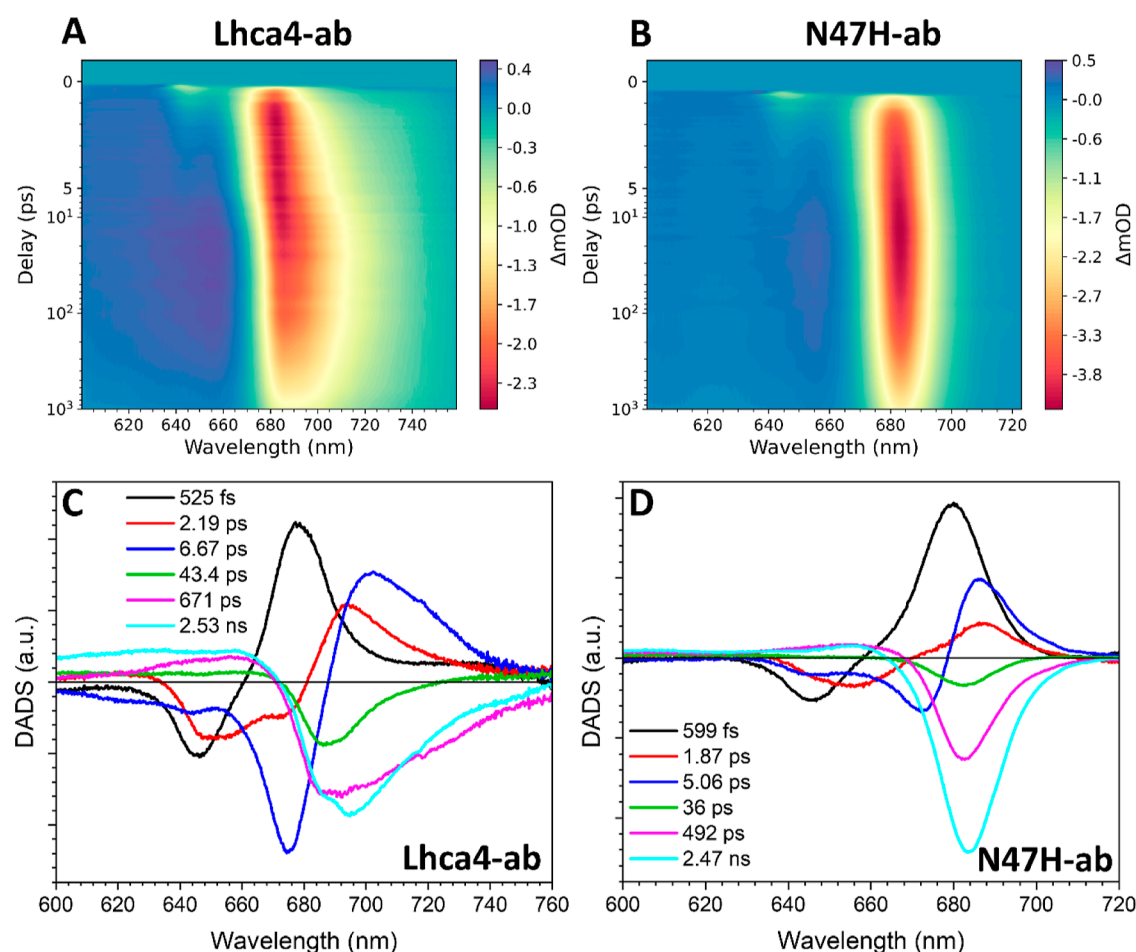 A
Lhca4-ab
B
N47H-ab
0
5
10¹
10²
10³
Delay (ps)
620 640 660 680 700 720 740
Wavelength (nm)
0.4
0.0
-0.3
-0.6
-1.0
-1.3
-1.7
-2.0
-2.3
ΔmOD
0
5
10¹
10²
10³
Delay (ps)
620 640 660 680 700 720
Wavelength (nm)
0.5
-0.0
-0.6
-1.1
-1.7
-2.2
-2.7
-3.3
-3.8
ΔmOD
C
525 fs
2.19 ps
6.67 ps
43.4 ps
671 ps
2.53 ns
DADS (a.u.)
Lhca4-ab
600 620 640 660 680 700 720 740 760
Wavelength (nm)
D
599 fs
1.87 ps
5.06 ps
36 ps
492 ps
2.47 ns
DADS (a.u.)
N47H-ab
600 620 640 660 680 700 720
Wavelength (nm)